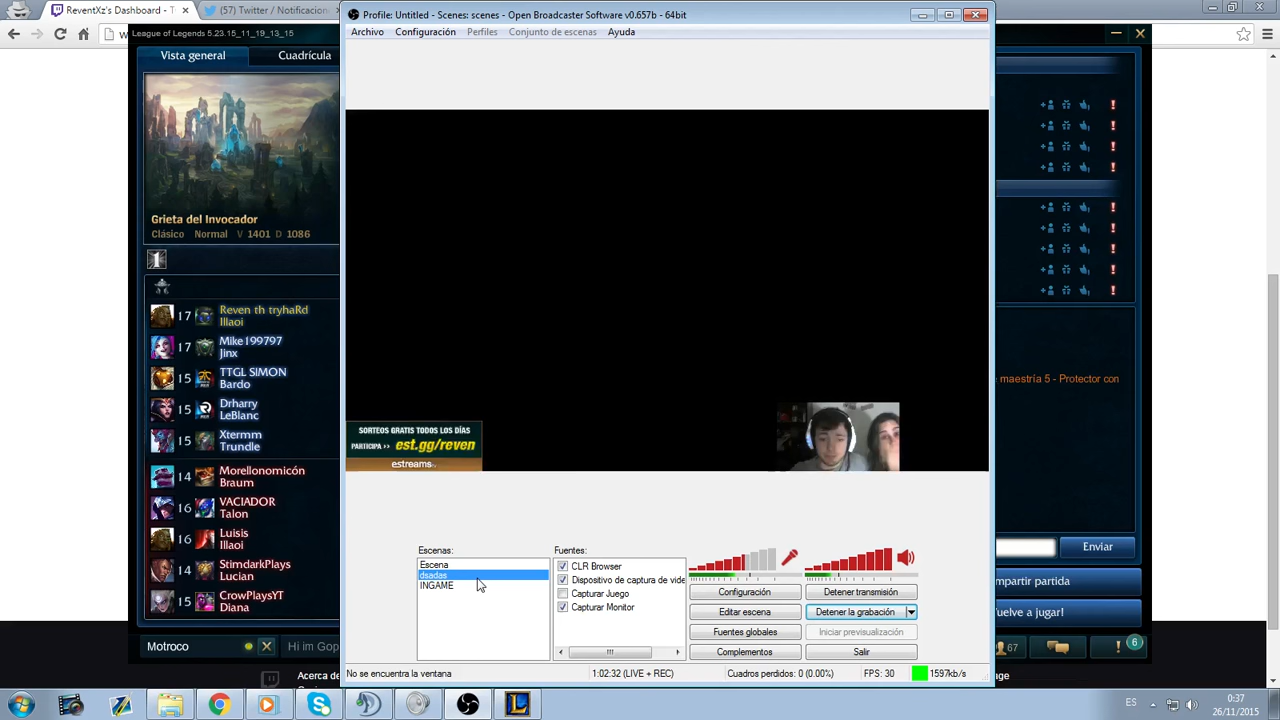 ReventXz's Dashboard - T
(57) Twitter / Notificacion
Profile: Untitled - Scenes: scenes - Open Broadcaster Software v0.657b - 64bit
League of Legends 5.23.15_11_19_13_15
Archivo Configuración Perfiles Conjunto de escenas Ayuda
Vista general
Cuadrícula
Grieta del Invocador
Clásico Normal V 1401 D 1086
1
17 Reven th tryhaRd
Illaoi
17 Mike199797
Jinx
15 TTGL SIMON
Bardo
15 Drharry
LeBlanc
15 Xtermm
Trundle
14 Morellonomicón
Braum
16 VACIADOR
Talon
16 Luisis
Illaoi
14 StimdarkPlays
Lucian
15 CrowPlaysYT
Diana
Motroco
Hi im Gop
Acerca de
SORTEOS GRATIS TODOS LOS DÍAS
PARTICIPA >> est.gg/reven
estreams
Escenas:
Escena
dsadas
INGAME
Fuentes:
CLR Browser
Dispositivo de captura de vide
Capturar Juego
Capturar Monitor
Configuración
Detener transmisión
Editar escena
Detener la grabación
Fuentes globales
Iniciar previsualización
Complementos
Salir
No se encuentra la ventana
1:02:32 (LIVE + REC)
Cuadros perdidos: 0 (0.00%)
FPS: 30
1597kb/s
e maestría 5 - Protector con
Enviar
mpartir partida
uelve a jugar!
67
6
age
ES
0:37
26/11/2015